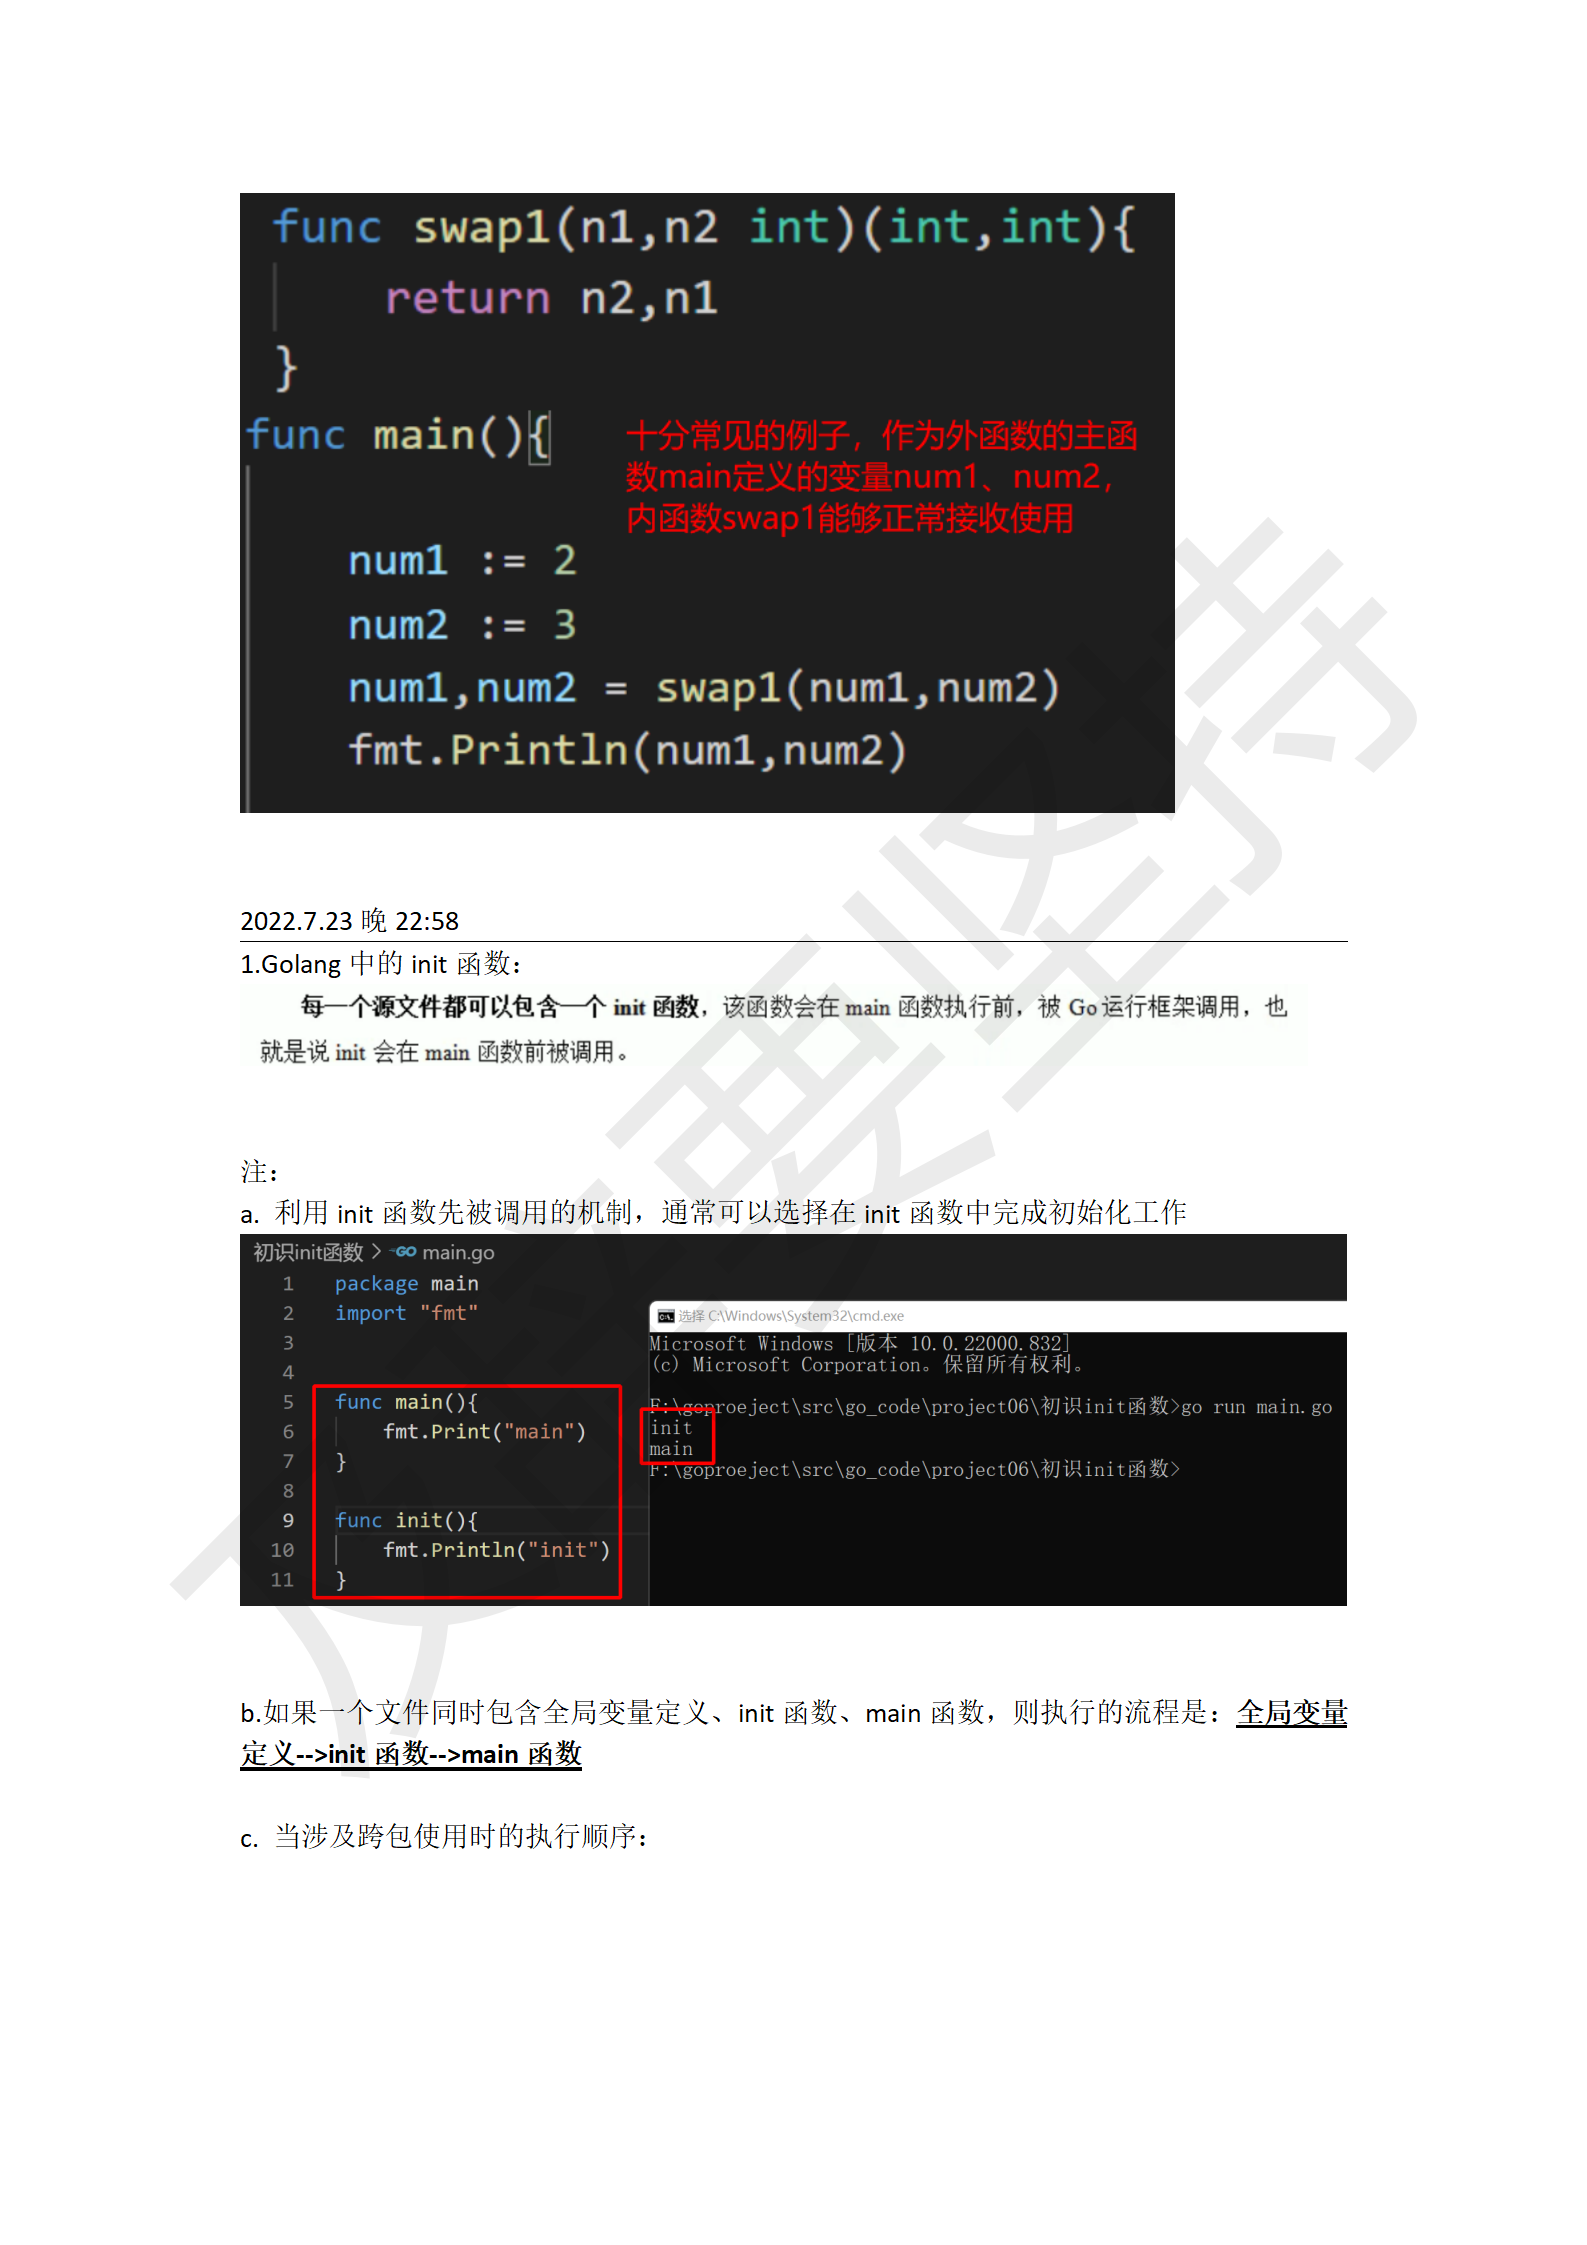 func swap1(n1,n2 int)(int,int){
return n2,n1
}
func main(){
十分常见的例子，作为外函数的主函
数main定义的变量num1、num2，
内函数swap1能够正常接收使用
num1 := 2
num2 := 3
num1,num2 = swap1(num1,num2)
fmt.Println(num1,num2)
2022.7.23 晚 22:58
1.Golang 中的 init 函数：
每一个源文件都可以包含一个 init 函数，该函数会在 main 函数执行前，被 Go 运行框架调用，也
就是说 init 会在 main 函数前被调用。
注：
a. 利用 init 函数先被调用的机制，通常可以选择在 init 函数中完成初始化工作
初识init函数 > GO main.go
1 package main
2 import "fmt"
3
4
5 func main(){
6 fmt.Print("main")
7 }
8
9 func init(){
10 fmt.Println("init")
11 }
选择 C:\Windows\System32\cmd.exe
Microsoft Windows [版本 10.0.22000.832]
(c) Microsoft Corporation。保留所有权利。
F:\goproeject\src\go_code\project06\初识init函数>go run main.go
init
main
F:\goproeject\src\go_code\project06\初识init函数>
b.如果一个文件同时包含全局变量定义、init 函数、main 函数，则执行的流程是：全局变量
定义-->init 函数-->main 函数
c. 当涉及跨包使用时的执行顺序：